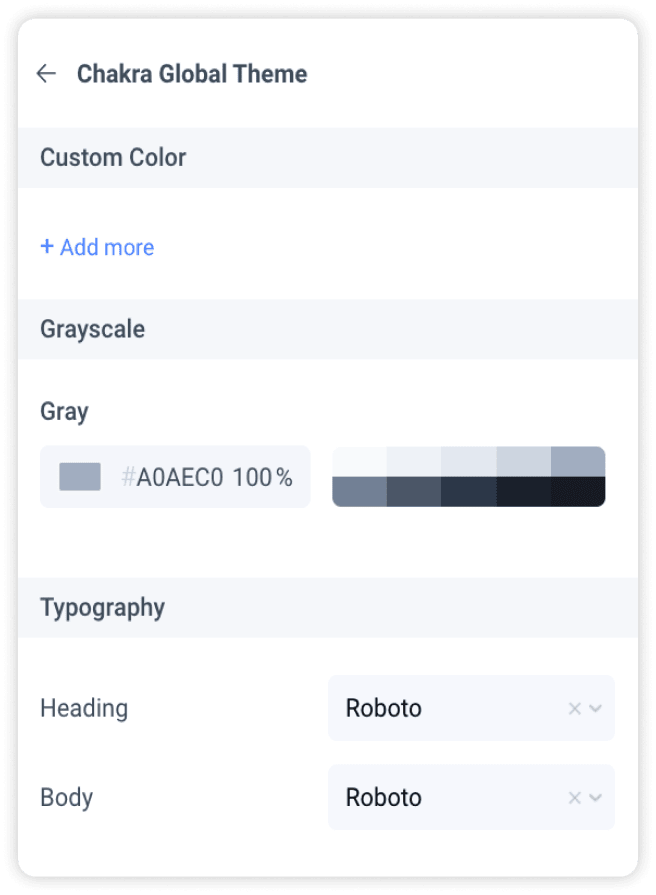 Chakra Global Theme
Custom Color
+ Add more
Grayscale
Gray
#A0AEC0 100%
Typography
Heading
Roboto
Body
Roboto